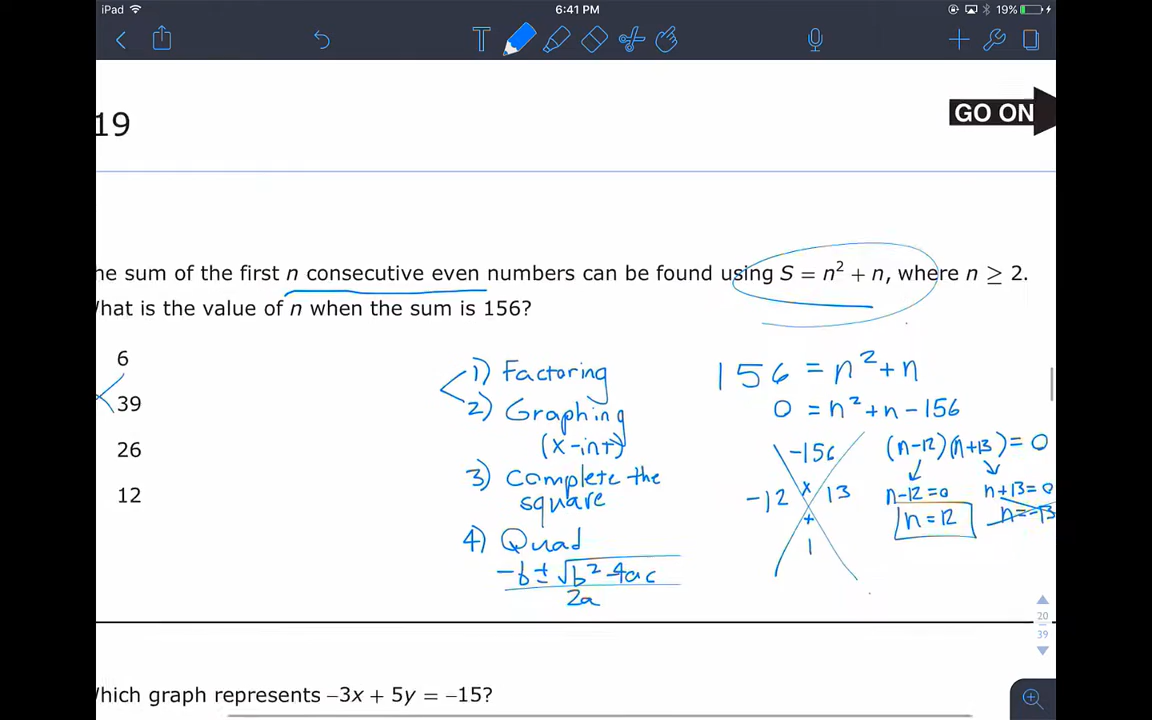 iPad 6:41 PM 19%
T
19
GO ON
he sum of the first n consecutive even numbers can be found using S = n² + n, where n ≥ 2.
hat is the value of n when the sum is 156?
6
39
26
12
1) Factoring
2) Graphing
(x-int)
3) Complete the
square
4) Quad
-b ± √b² - 4ac
2a
156 = n² + n
0 = n² + n - 156
-156
-12 x 13
+
1
(n-12)(n+13) = 0
n-12=0 n+13=0
n=12 n=-13
20
39
hich graph represents –3x + 5y = –15?